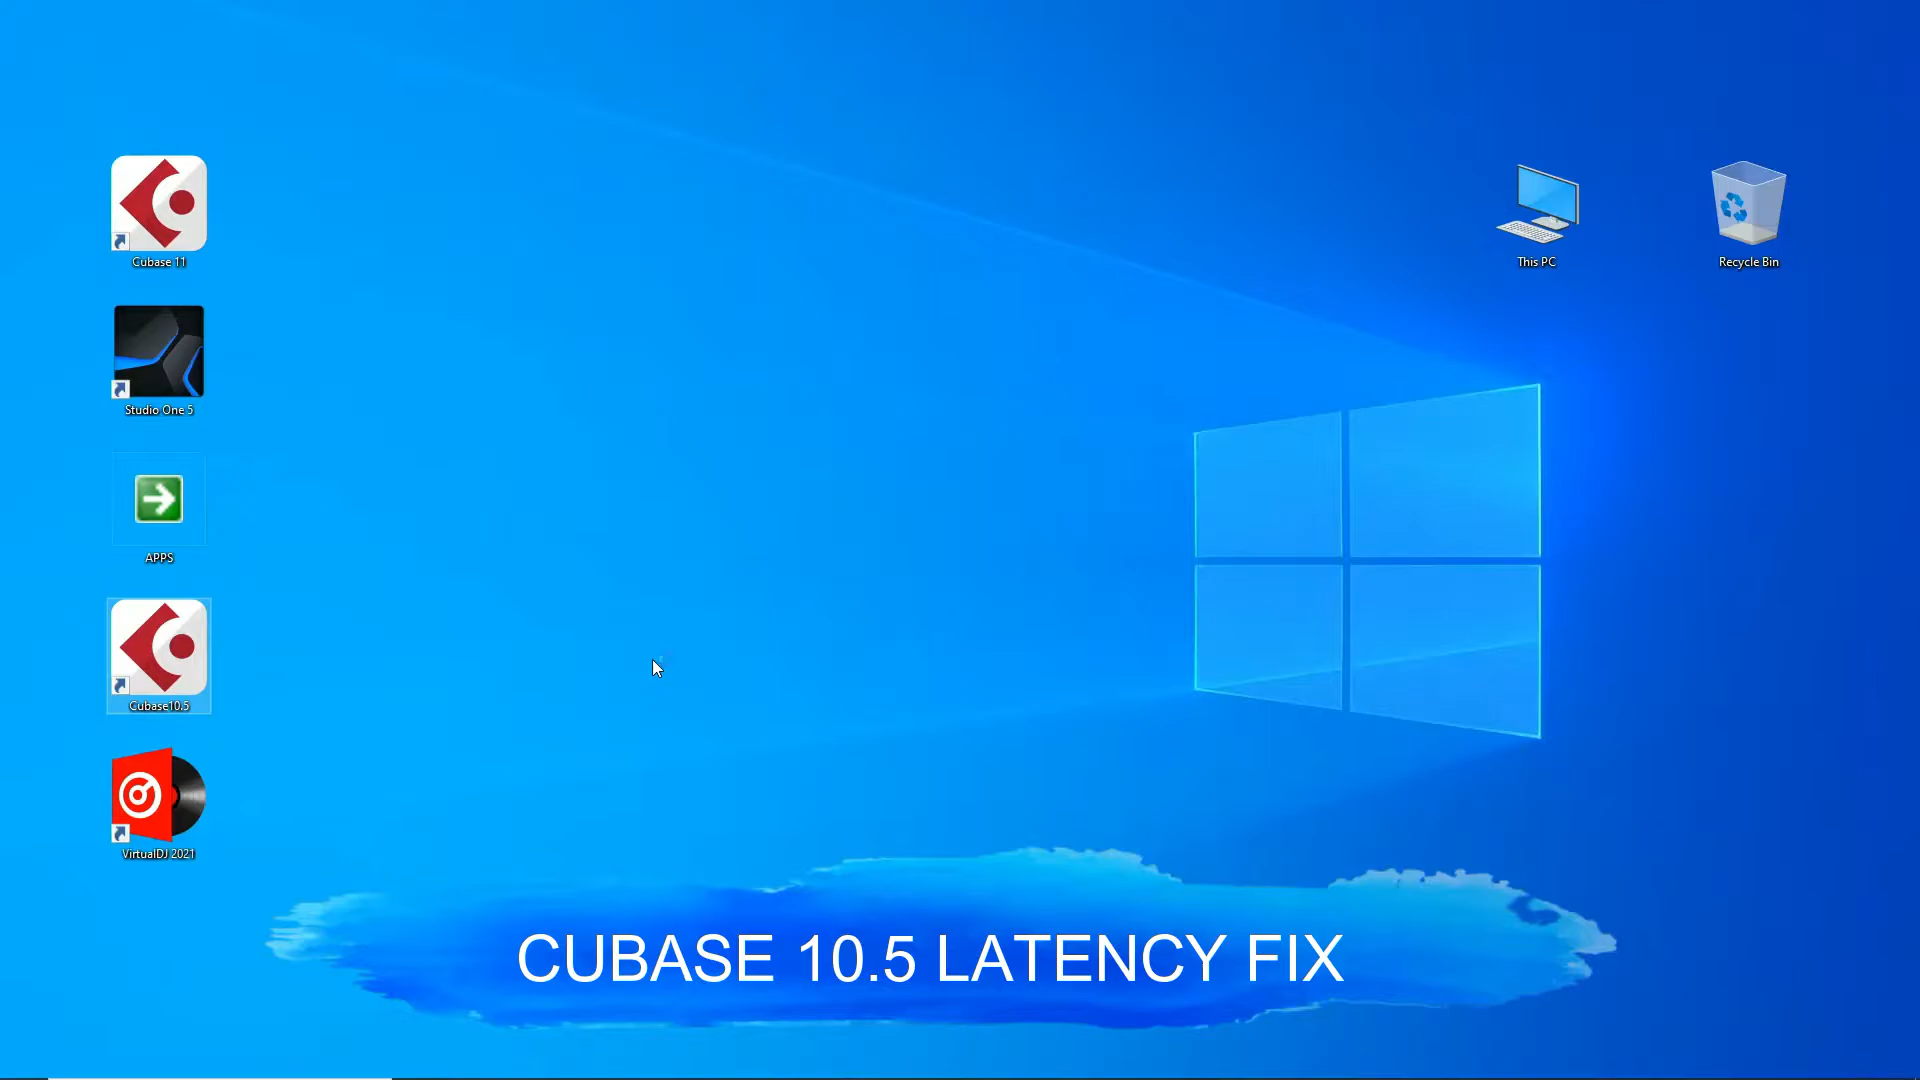 Cubase 11
This PC
Recycle Bin
Studio One 5
APPS
Cubase10.5
VirtualDJ 2021
CUBASE 10.5 LATENCY FIX